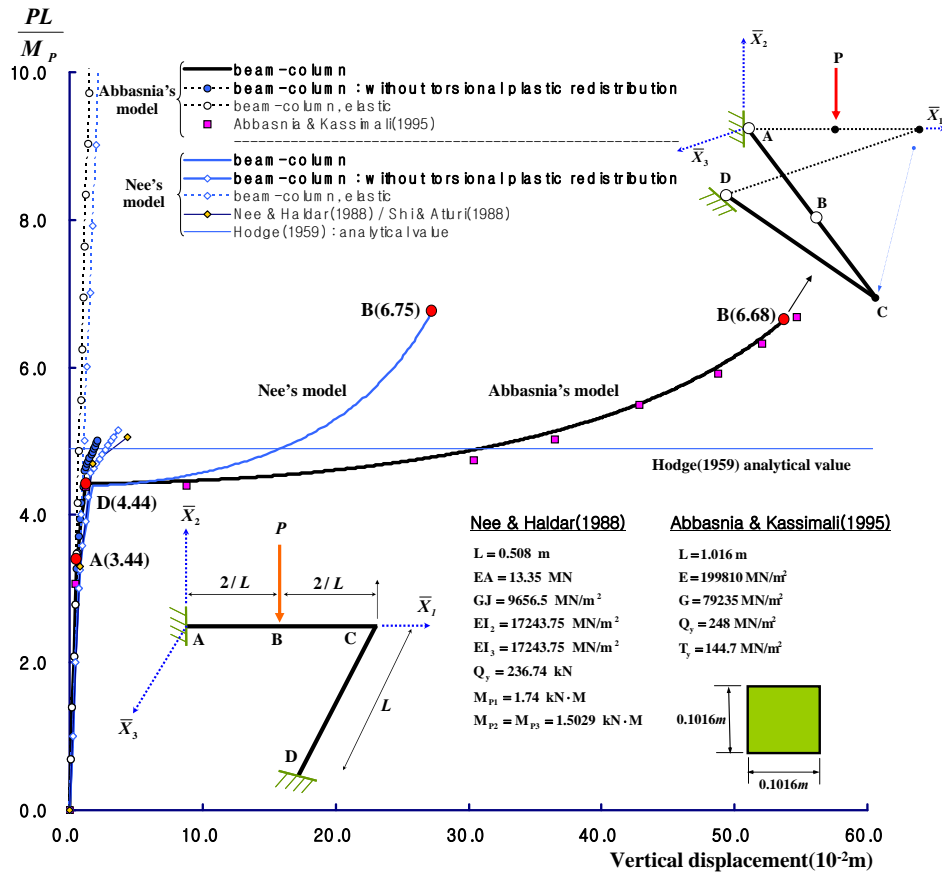 PL
M P
10.0
8.0
6.0
4.0
2.0
0.0
Abbasnia's
model
beam-column
beam-column : without torsional plastic redistribution
beam-column, elastic
Abbasnia & Kassimali(1995)
Nee's
model
beam-column
beam-column : without torsional plastic redistribution
beam-column, elastic
Nee & Haldar(1988) / Shi & Atluri(1988)
Hodge(1959) : analytical value
X2
P
X1
A
X3
D
B
C
B(6.75)
B(6.68)
Nee's model
Abbasnia's model
Hodge(1959) analytical value
D(4.44)
A(3.44)
X2
P
2/L
2/L
X1
A
B
C
L
X3
D
Nee & Haldar(1988)
L = 0.508 m
EA = 13.35 MN
GJ = 9656.5 MN/m²
EI2 = 17243.75 MN/m²
EI3 = 17243.75 MN/m²
Qy = 236.74 kN
MP1 = 1.74 kN·M
MP2 = MP3 = 1.5029 kN·M
Abbasnia & Kassimali(1995)
L = 1.016 m
E = 199810 MN/m²
G = 79235 MN/m²
Qy = 248 MN/m²
Ty = 144.7 MN/m²
0.1016m
0.1016m
0.0
10.0
20.0
30.0
40.0
50.0
60.0
Vertical displacement(10⁻²m)